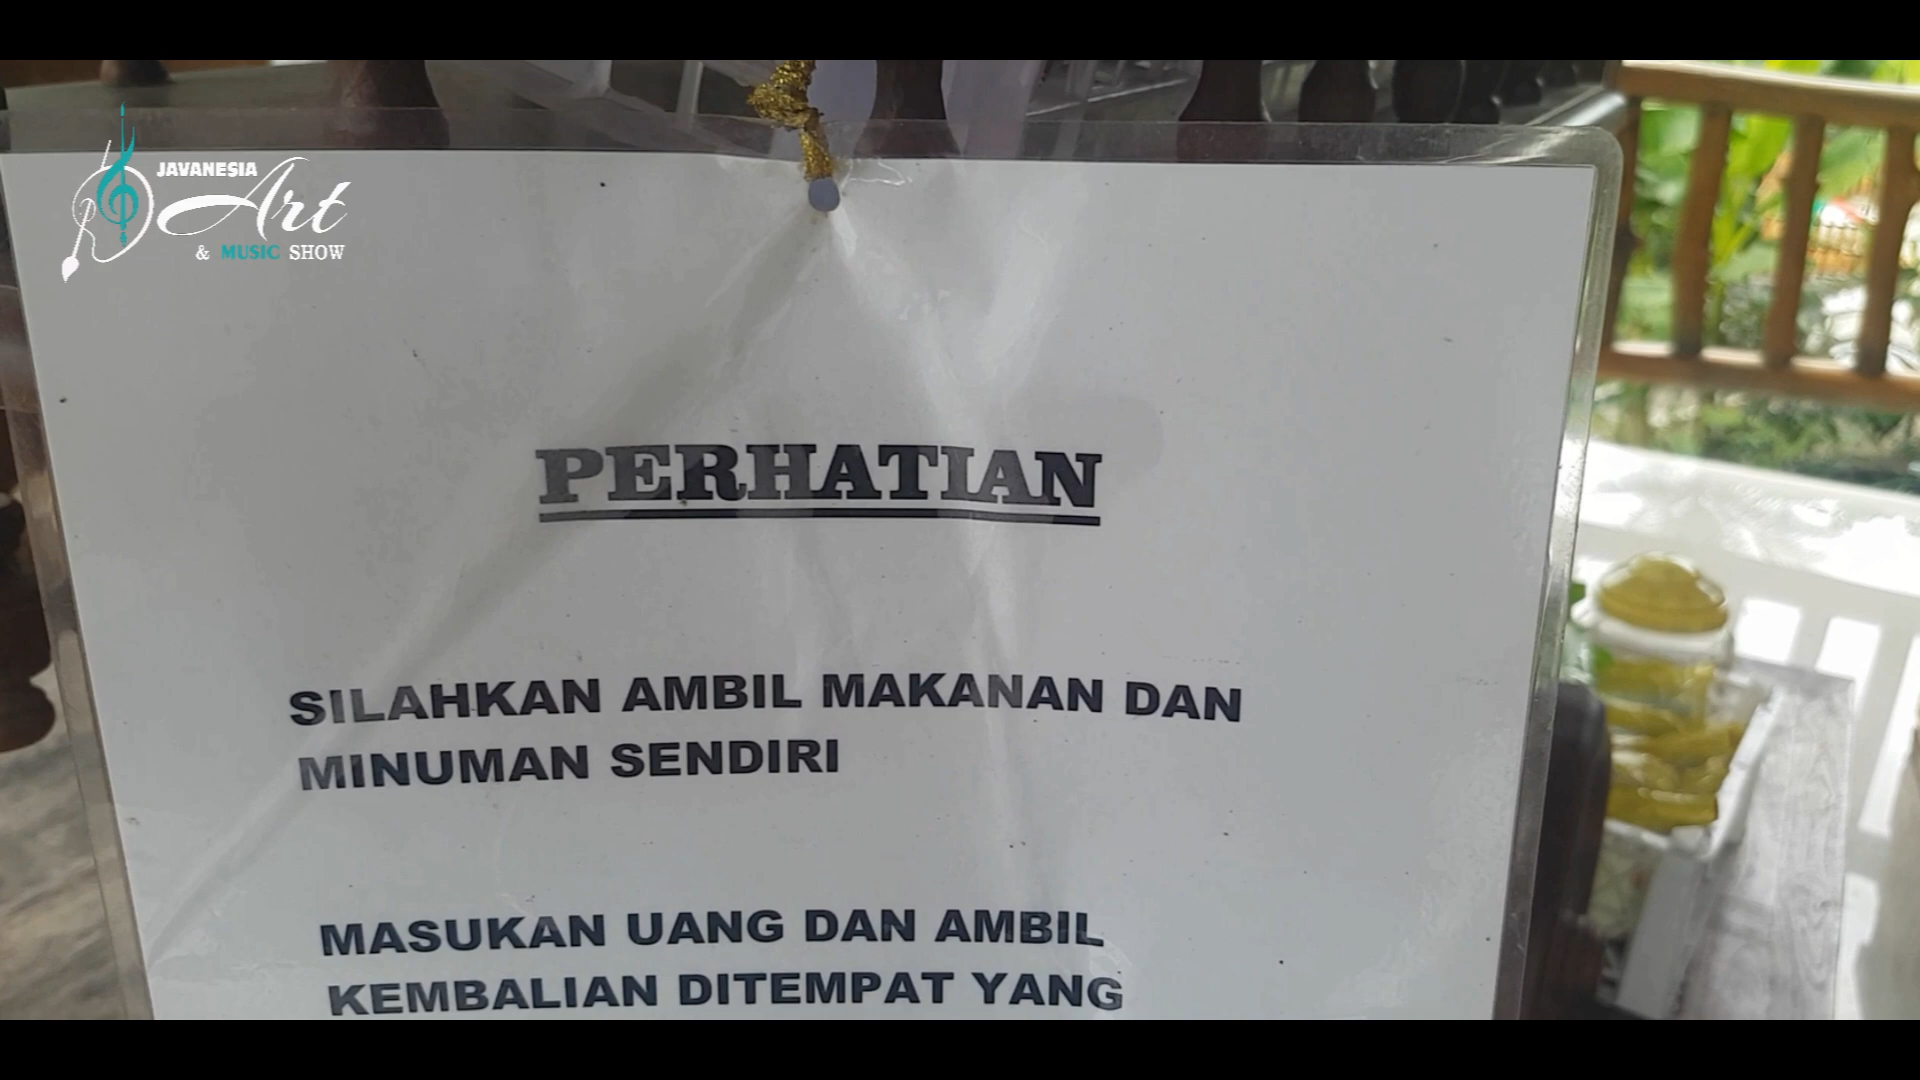 JAVANESIA
Art
& MUSIC SHOW
PERHATIAN
SILAHKAN AMBIL MAKANAN DAN
MINUMAN SENDIRI
MASUKAN UANG DAN AMBIL
KEMBALIAN DITEMPAT YANG